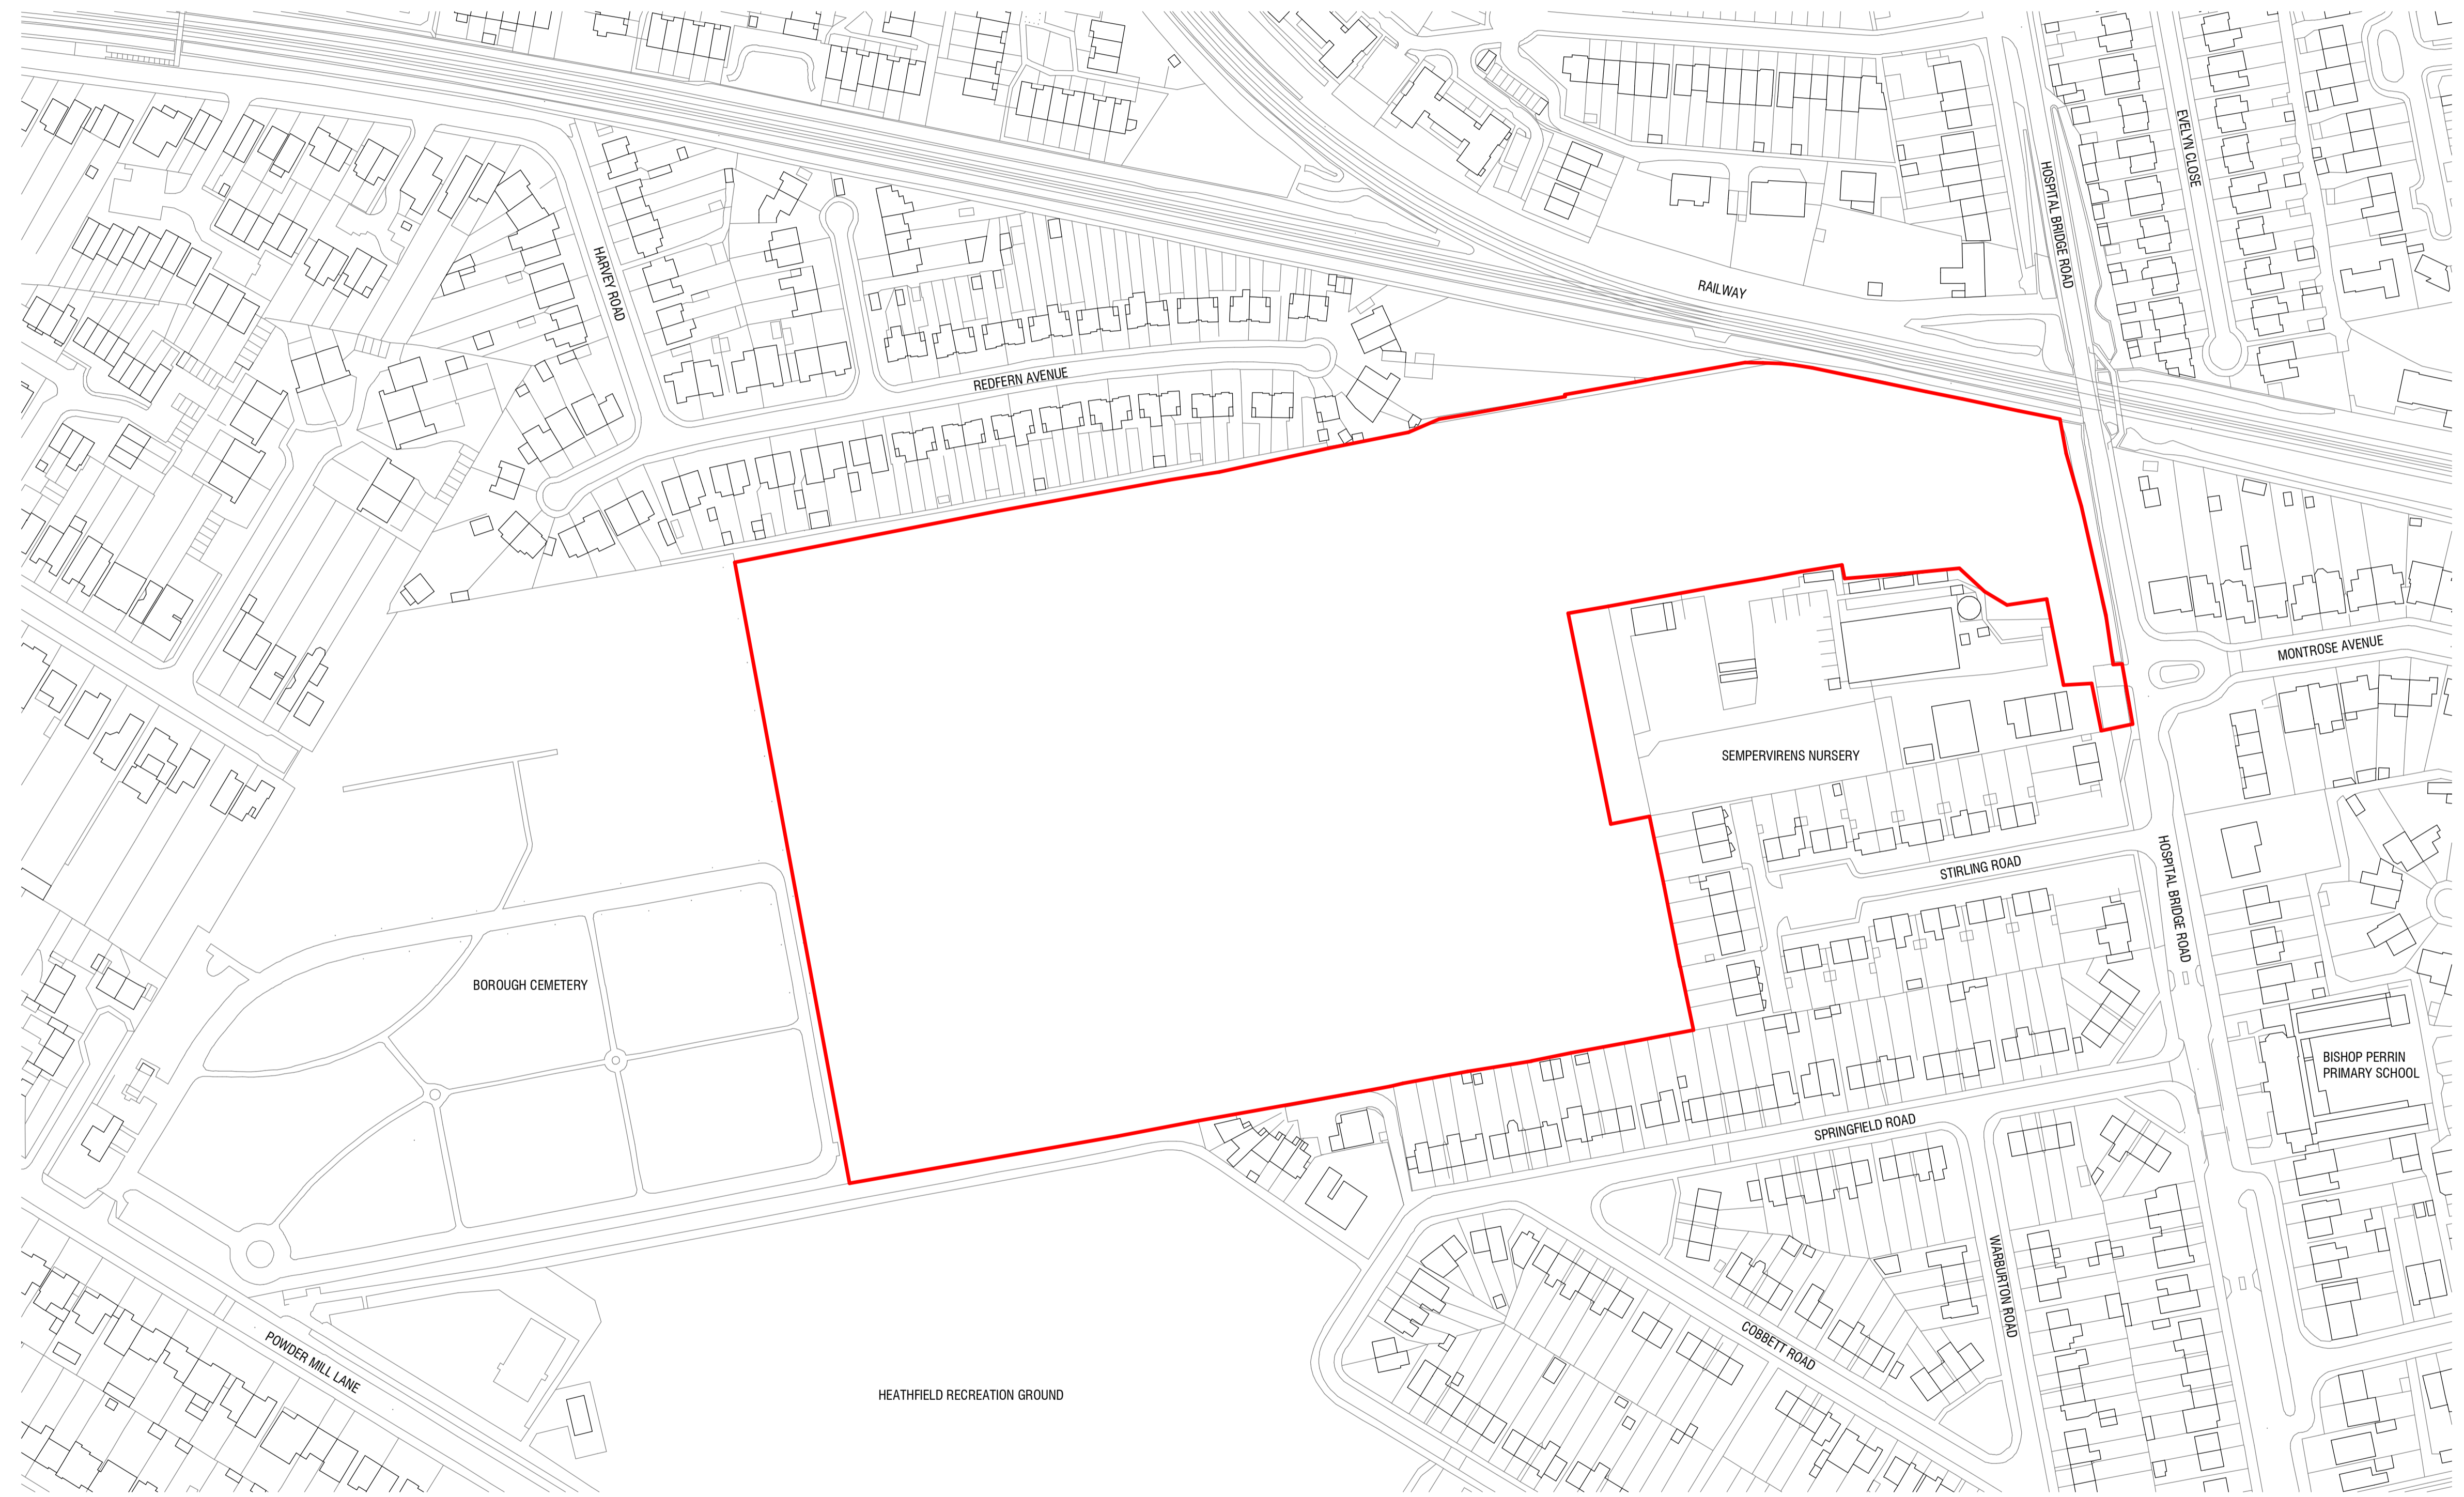 EVELYN CLOSE
HOSPITAL BRIDGE ROAD
HARVEY ROAD
RAILWAY
REDFERN AVENUE
MONTROSE AVENUE
SEMPERVIRENS NURSERY
STIRLING ROAD
HOSPITAL BRIDGE ROAD
BOROUGH CEMETERY
BISHOP PERRIN
PRIMARY SCHOOL
SPRINGFIELD ROAD
WARBURTON ROAD
COBBETT ROAD
POWDER MILL LANE
HEATHFIELD RECREATION GROUND